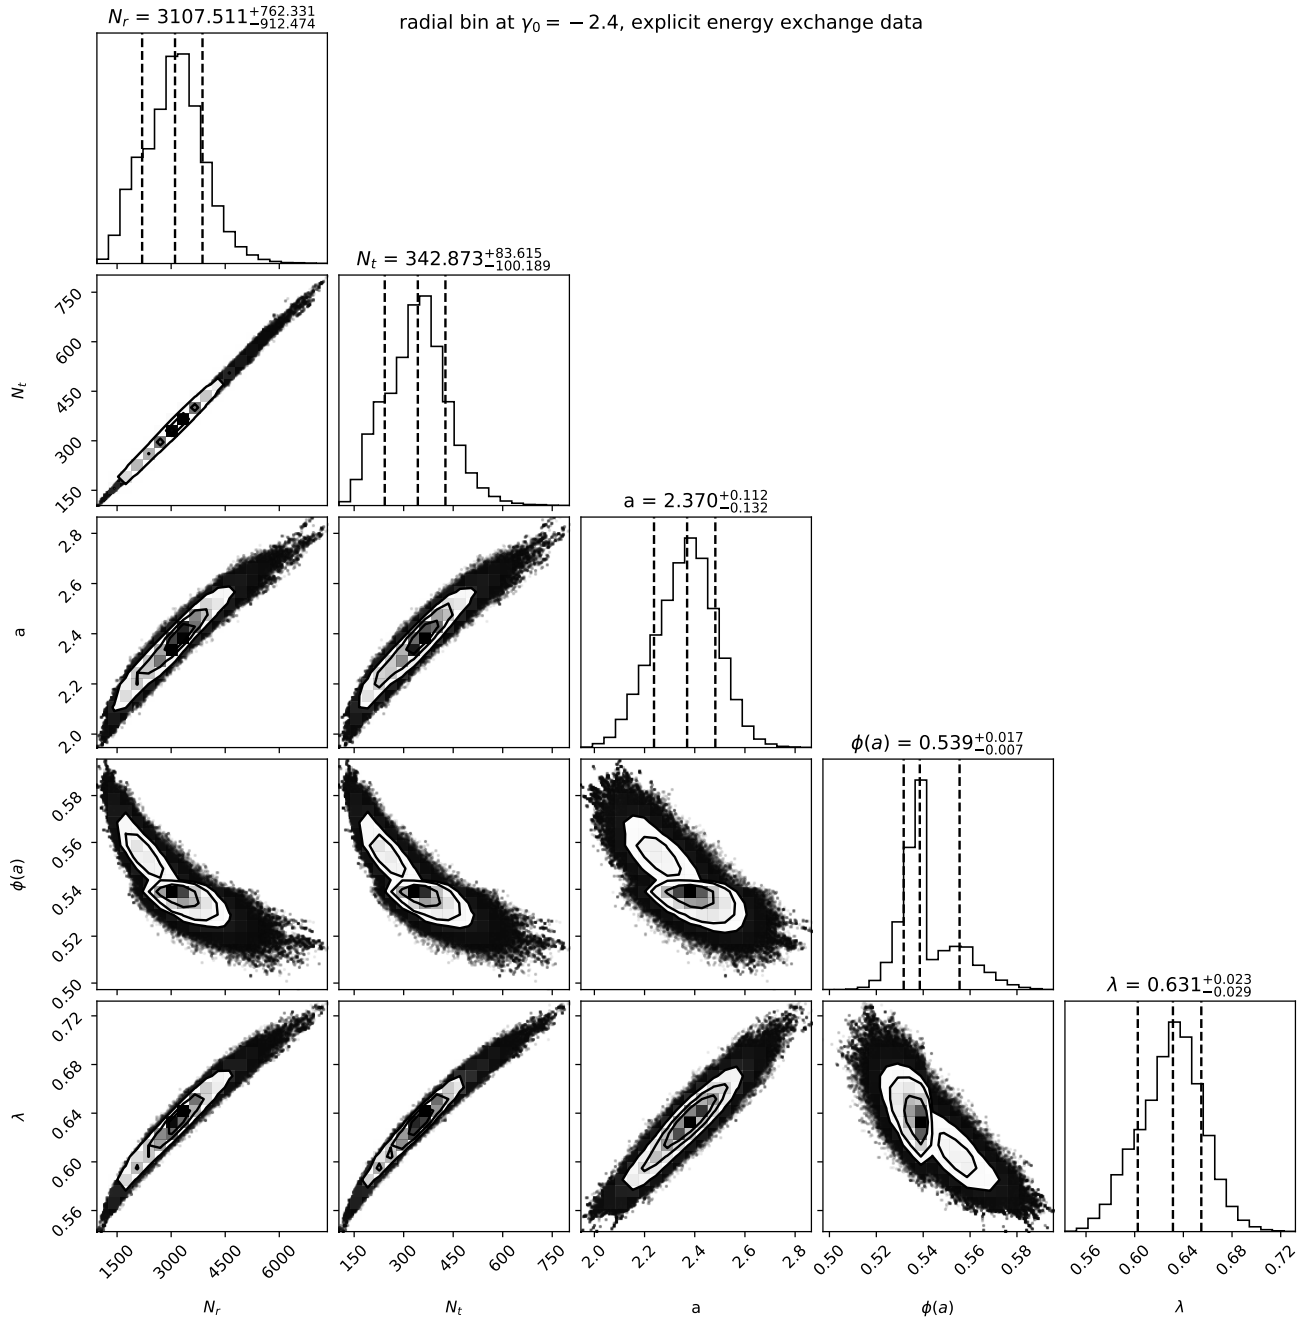 radial bin at γ₀ = −2.4, explicit energy exchange data
N_r = 3107.511^{+762.331}_{−912.474}
N_t = 342.873^{+83.615}_{−100.189}
750
600
450
300
150
N_t
a = 2.370^{+0.112}_{−0.132}
2.8
2.6
2.4
2.2
2.0
a
ϕ(a) = 0.539^{+0.017}_{−0.007}
0.58
0.56
0.54
0.52
0.50
ϕ(a)
λ = 0.631^{+0.023}_{−0.029}
0.72
0.68
0.64
0.60
0.56
λ
1500 3000 4500 6000
150 300 450 600 750
2.0 2.2 2.4 2.6 2.8
0.50 0.52 0.54 0.56 0.58
0.56 0.60 0.64 0.68 0.72
N_r N_t a ϕ(a) λ